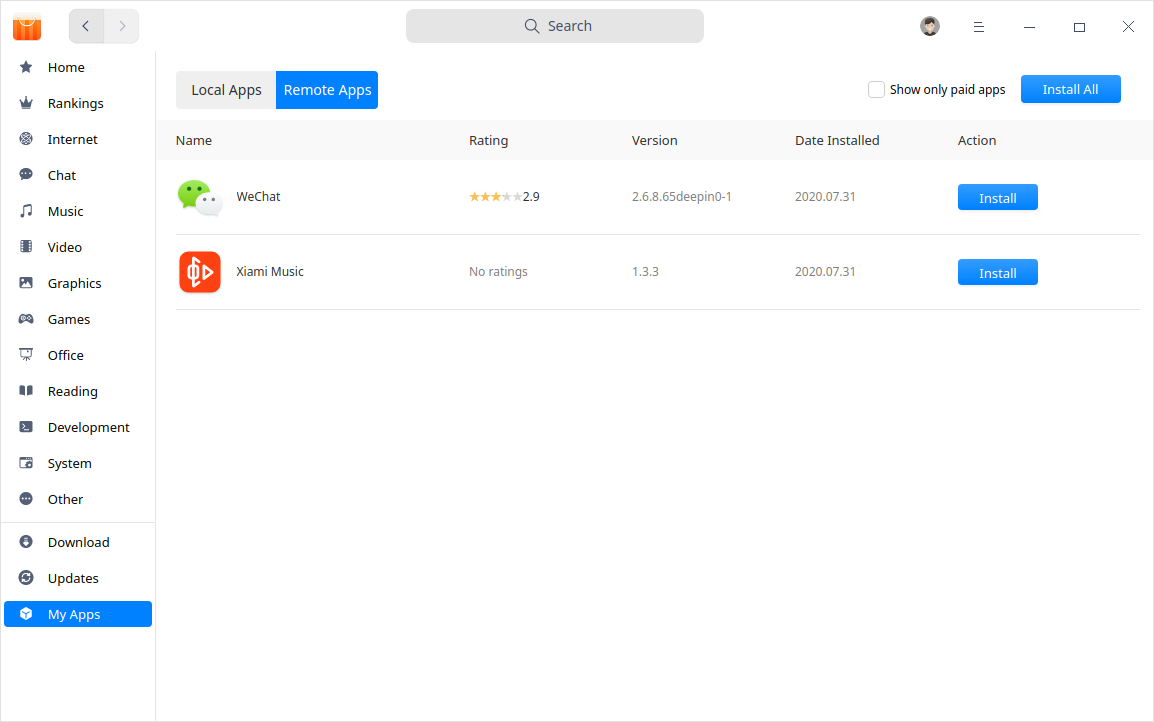 Search
Home
Rankings
Internet
Chat
Music
Video
Graphics
Games
Office
Reading
Development
System
Other
Download
Updates
My Apps
Local Apps Remote Apps Show only paid apps Install All
Name Rating Version Date Installed Action
WeChat 2.9 2.6.8.65deepin0-1 2020.07.31 Install
Xiami Music No ratings 1.3.3 2020.07.31 Install